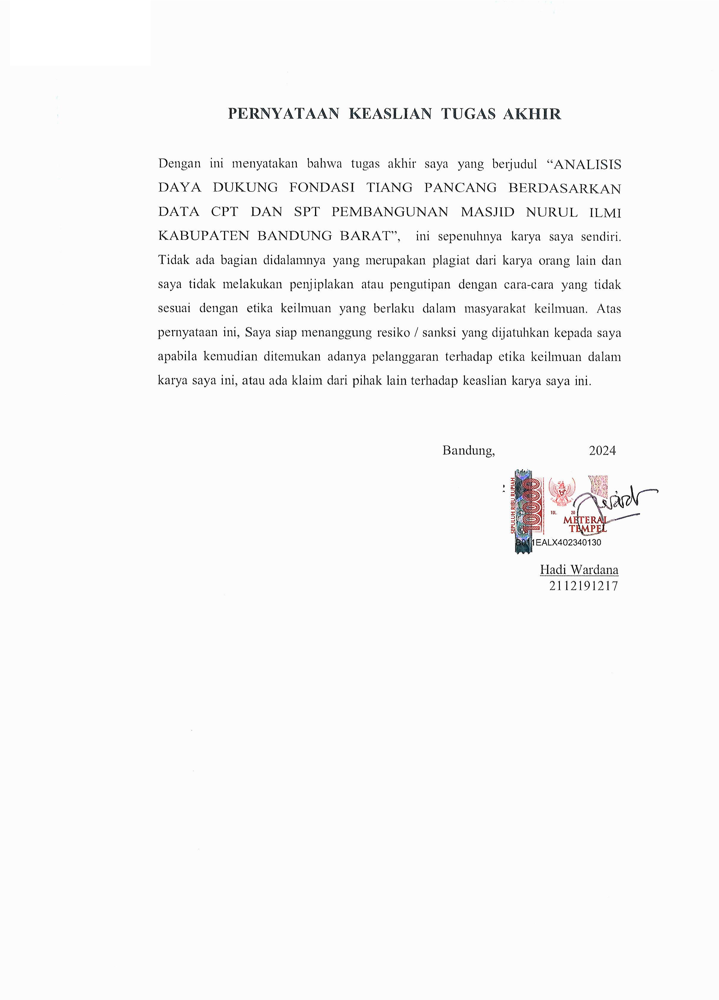 PERNYATAAN KEASLIAN TUGAS AKHIR
Dengan ini menyatakan bahwa tugas akhir saya yang berjudul “ANALISIS
DAYA DUKUNG FONDASI TIANG PANCANG BERDASARKAN
DATA CPT DAN SPT PEMBANGUNAN MASJID NURUL ILMI
KABUPATEN BANDUNG BARAT”, ini sepenuhnya karya saya sendiri.
Tidak ada bagian didalamnya yang merupakan plagiat dari karya orang lain dan
saya tidak melakukan penjiplakan atau pengutipan dengan cara-cara yang tidak
sesuai dengan etika keilmuan yang berlaku dalam masyarakat keilmuan. Atas
pernyataan ini, Saya siap menanggung resiko / sanksi yang dijatuhkan kepada saya
apabila kemudian ditemukan adanya pelanggaran terhadap etika keilmuan dalam
karya saya ini, atau ada klaim dari pihak lain terhadap keaslian karya saya ini.
Bandung, 2024
SEPULUH RIBU RUPIAH
10000
TGL. 20
METERAI
TEMPEL
B011EALX402340130
Hadi Wardana
2112191217